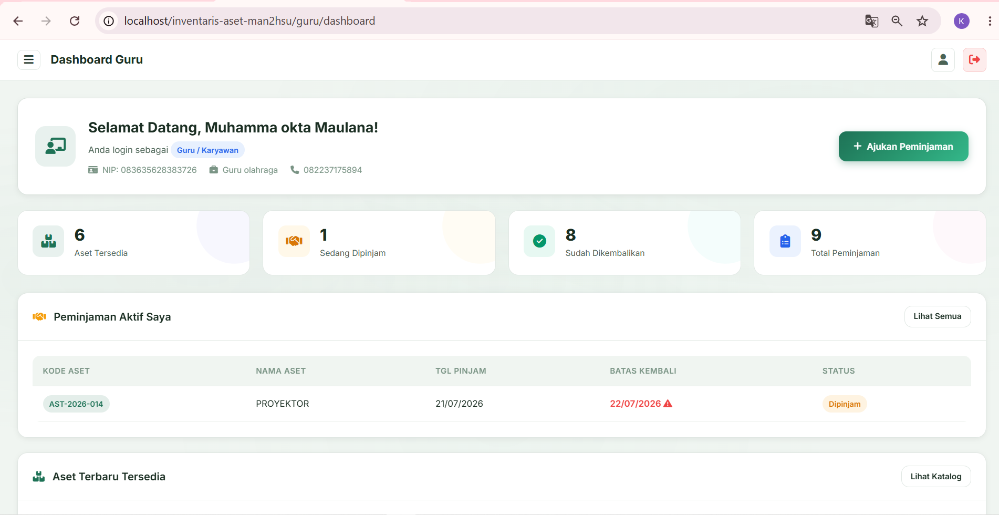 localhost/inventaris-aset-man2hsu/guru/dashboard
K
Dashboard Guru
Selamat Datang, Muhamma okta Maulana!
Anda login sebagai Guru / Karyawan
NIP: 083635628383726 Guru olahraga 082237175894
+ Ajukan Peminjaman
6
Aset Tersedia
1
Sedang Dipinjam
8
Sudah Dikembalikan
9
Total Peminjaman
Peminjaman Aktif Saya
Lihat Semua
KODE ASET NAMA ASET TGL PINJAM BATAS KEMBALI STATUS
AST-2026-014 PROYEKTOR 21/07/2026 22/07/2026 Dipinjam
Aset Terbaru Tersedia
Lihat Katalog